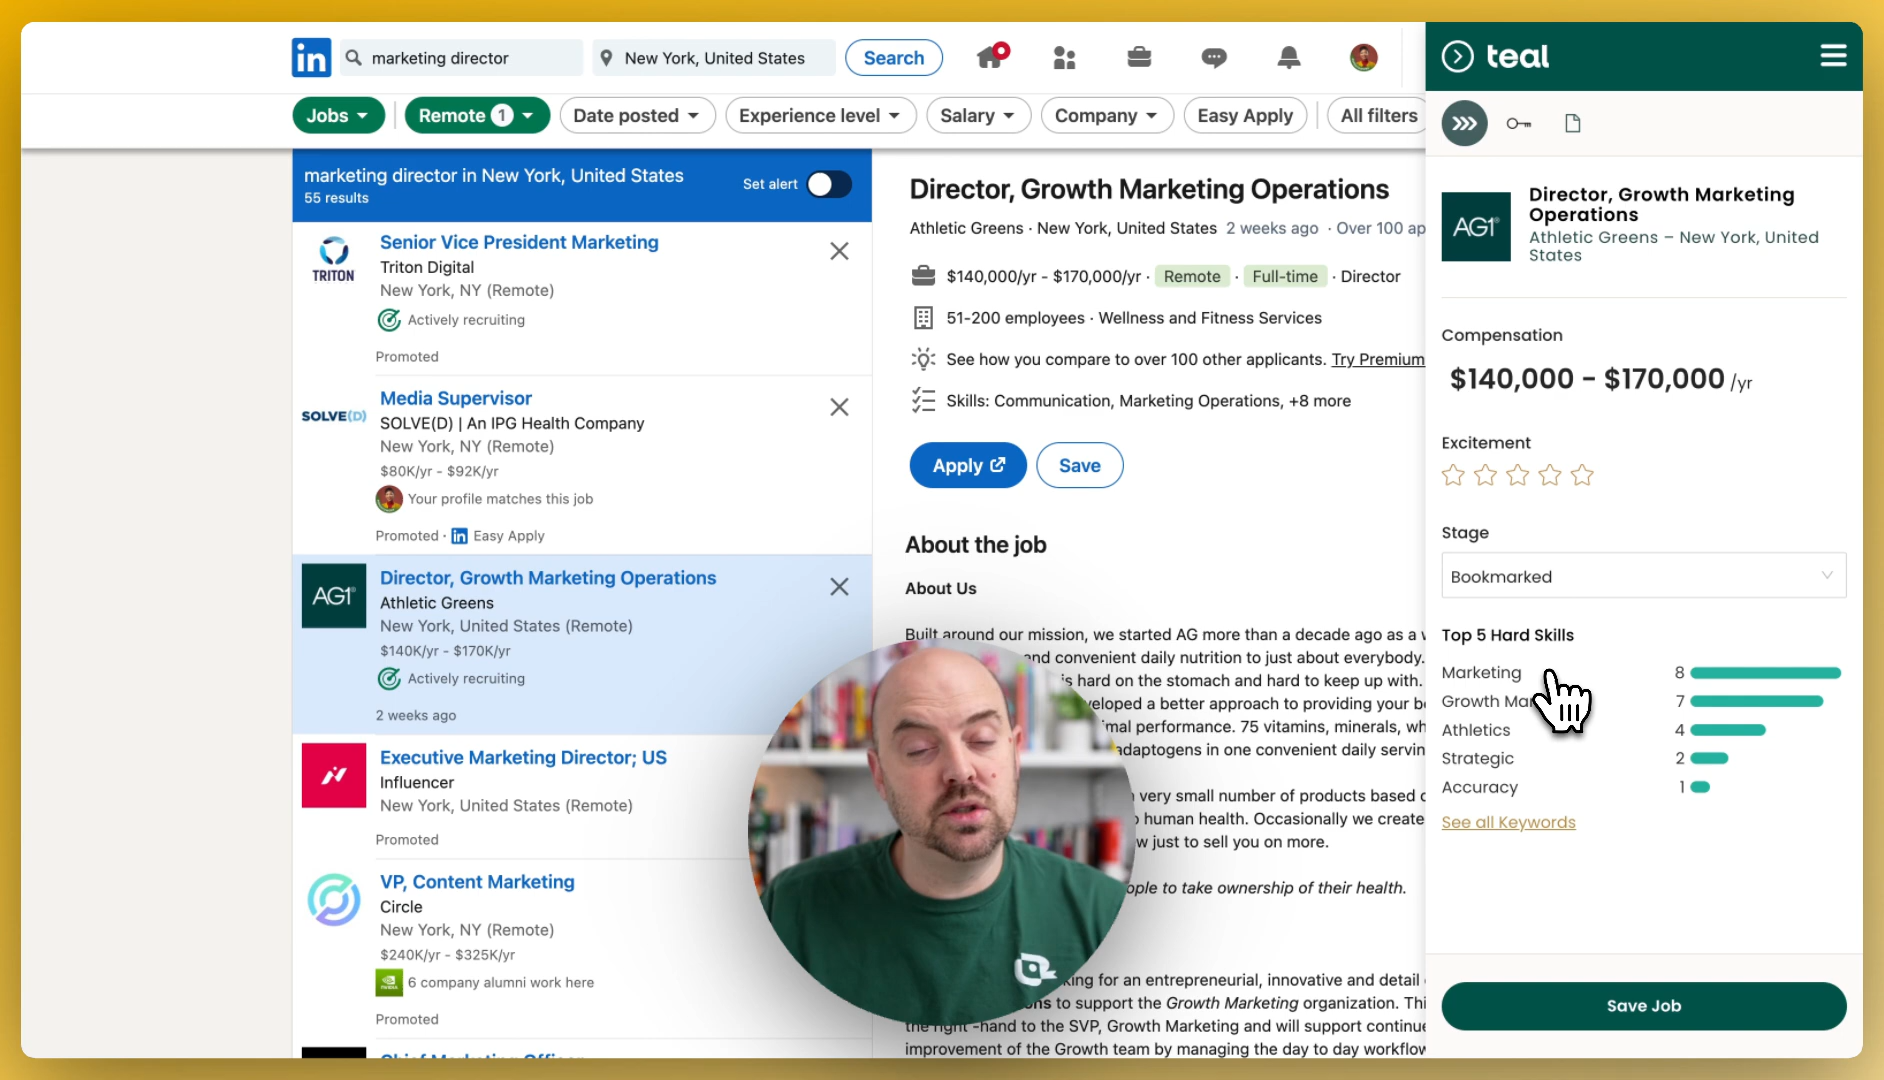 in
marketing director
New York, United States
Search
teal
Jobs
Remote 1
Date posted
Experience level
Salary
Company
Easy Apply
All filters
marketing director in New York, United States
55 results
Set alert
TRITON
Senior Vice President Marketing
Triton Digital
New York, NY (Remote)
Actively recruiting
Promoted
SOLVE(D)
Media Supervisor
SOLVE(D) | An IPG Health Company
New York, NY (Remote)
$80K/yr - $92K/yr
Your profile matches this job
Promoted · in Easy Apply
AG1
Director, Growth Marketing Operations
Athletic Greens
New York, United States (Remote)
$140K/yr - $170K/yr
Actively recruiting
2 weeks ago
Executive Marketing Director; US
Influencer
New York, United States (Remote)
Promoted
VP, Content Marketing
Circle
New York, NY (Remote)
$240K/yr - $325K/yr
6 company alumni work here
Promoted
Director, Growth Marketing Operations
Athletic Greens · New York, United States 2 weeks ago · Over 100 ap
$140,000/yr - $170,000/yr · Remote · Full-time · Director
51-200 employees · Wellness and Fitness Services
See how you compare to over 100 other applicants. Try Premium
Skills: Communication, Marketing Operations, +8 more
Apply
Save
About the job
About Us
Built around our mission, we started AG more than a decade ago as a
and convenient daily nutrition to just about everybody.
is hard on the stomach and hard to keep up with.
a better approach to providing your
performance. 75 vitamins, minerals,
adaptogens in one convenient daily
very small number of products based
human health. Occasionally we create
just to sell you on more.
to take ownership of their health.
for an entrepreneurial, innovative and detail
to support the Growth Marketing organization.
the right -hand to the SVP, Growth Marketing and will support
improvement of the Growth team by managing the day to day
AG1
Director, Growth Marketing
Operations
Athletic Greens – New York, United
States
Compensation
$140,000 – $170,000 /yr
Excitement
Stage
Bookmarked
Top 5 Hard Skills
Marketing 8
Growth 7
Athletics 4
Strategic 2
Accuracy 1
See all Keywords
Save Job